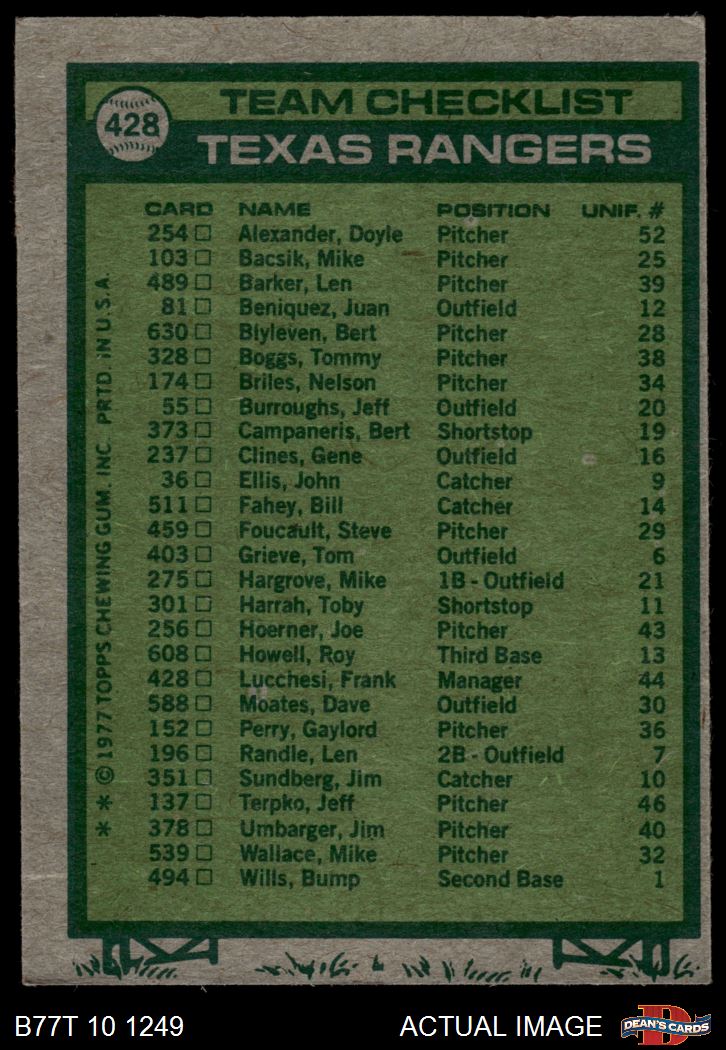 428
TEAM CHECKLIST
TEXAS RANGERS
CARD NAME POSITION UNIF. #
254 Alexander, Doyle Pitcher 52
103 Bacsik, Mike Pitcher 25
489 Barker, Len Pitcher 39
81 Beniquez, Juan Outfield 12
630 Blyleven, Bert Pitcher 28
328 Boggs, Tommy Pitcher 38
174 Briles, Nelson Pitcher 34
55 Burroughs, Jeff Outfield 20
373 Campaneris, Bert Shortstop 19
237 Clines, Gene Outfield 16
36 Ellis, John Catcher 9
511 Fahey, Bill Catcher 14
459 Foucault, Steve Pitcher 29
403 Grieve, Tom Outfield 6
275 Hargrove, Mike 1B - Outfield 21
301 Harrah, Toby Shortstop 11
256 Hoerner, Joe Pitcher 43
608 Howell, Roy Third Base 13
428 Lucchesi, Frank Manager 44
588 Moates, Dave Outfield 30
152 Perry, Gaylord Pitcher 36
196 Randle, Len 2B - Outfield 7
351 Sundberg, Jim Catcher 10
137 Terpko, Jeff Pitcher 46
378 Umbarger, Jim Pitcher 40
539 Wallace, Mike Pitcher 32
494 Wills, Bump Second Base 1
* * © 1977 TOPPS CHEWING GUM, INC. PRTD. IN U.S.A.
B77T 10 1249 ACTUAL IMAGE
D DEAN'S CARDS